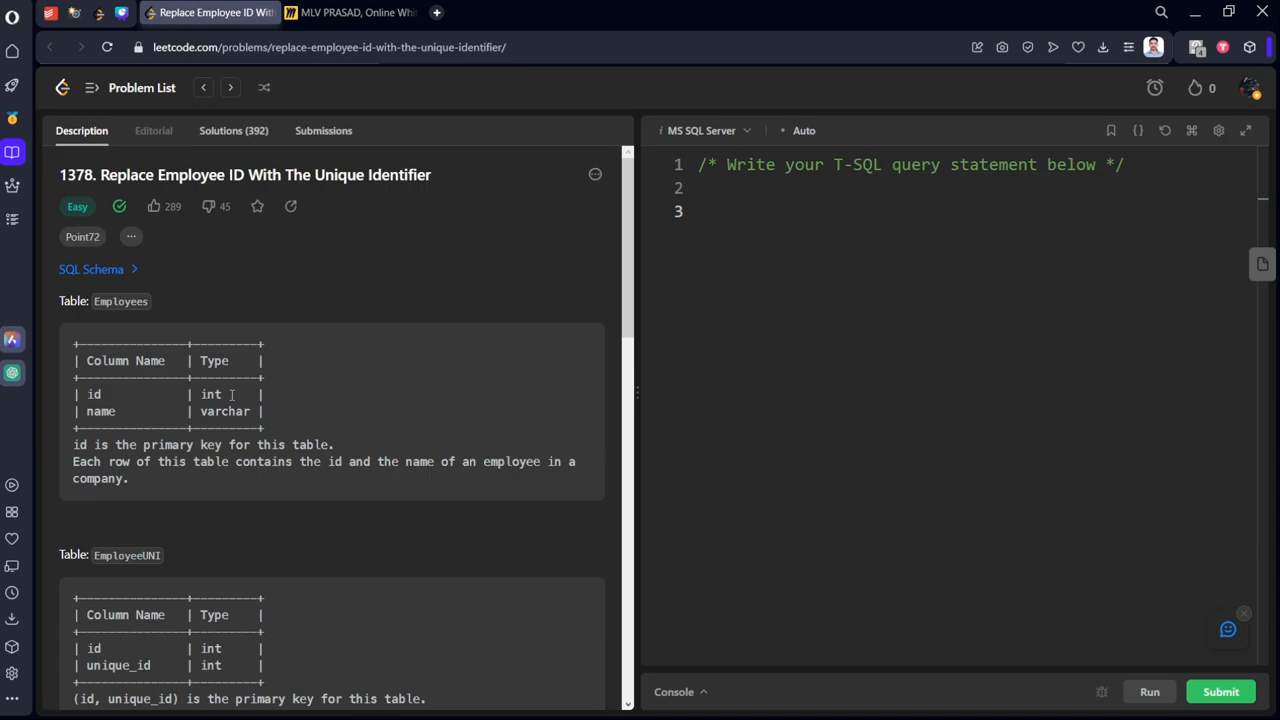 Replace Employee ID With
MLV PRASAD, Online Whi
leetcode.com/problems/replace-employee-id-with-the-unique-identifier/
4
Problem List
0
Description
Editorial
Solutions (392)
Submissions
i MS SQL Server
• Auto
1378. Replace Employee ID With The Unique Identifier
Easy
289
45
Point72
SQL Schema
Table: Employees
+---------------+---------+
| Column Name   | Type    |
+---------------+---------+
| id            | int     |
| name          | varchar |
+---------------+---------+
id is the primary key for this table.
Each row of this table contains the id and the name of an employee in a
company.
Table: EmployeeUNI
+---------------+---------+
| Column Name   | Type    |
+---------------+---------+
| id            | int     |
| unique_id     | int     |
+---------------+---------+
(id, unique_id) is the primary key for this table.
1 /* Write your T-SQL query statement below */
2
3
Console
Run
Submit